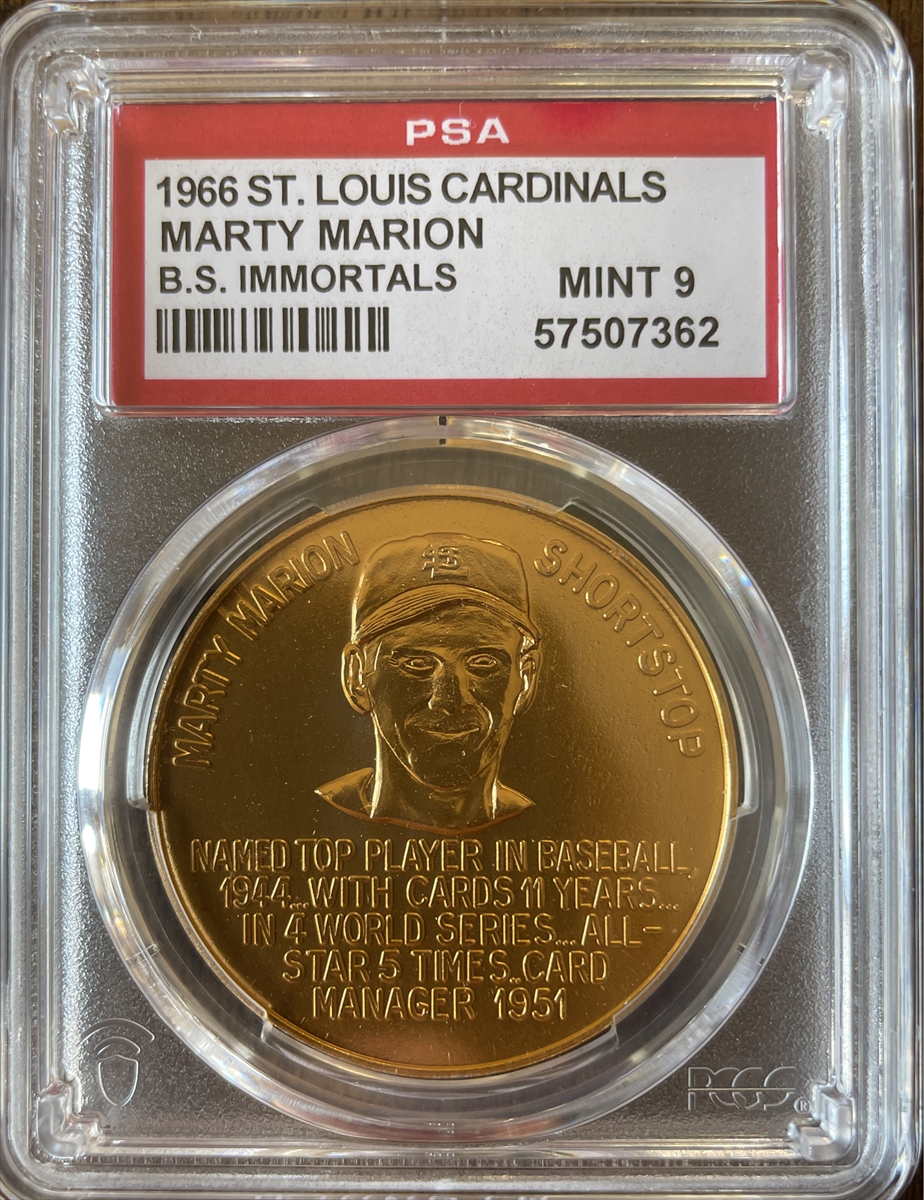 PSA
1966 ST. LOUIS CARDINALS
MARTY MARION
B.S. IMMORTALS
MINT 9
57507362
MARTY MARION
SHORTSTOP
NAMED TOP PLAYER IN BASEBALL,
1944...WITH CARDS 11 YEARS...
IN 4 WORLD SERIES...ALL-
STAR 5 TIMES..CARD
MANAGER 1951
PCGS®